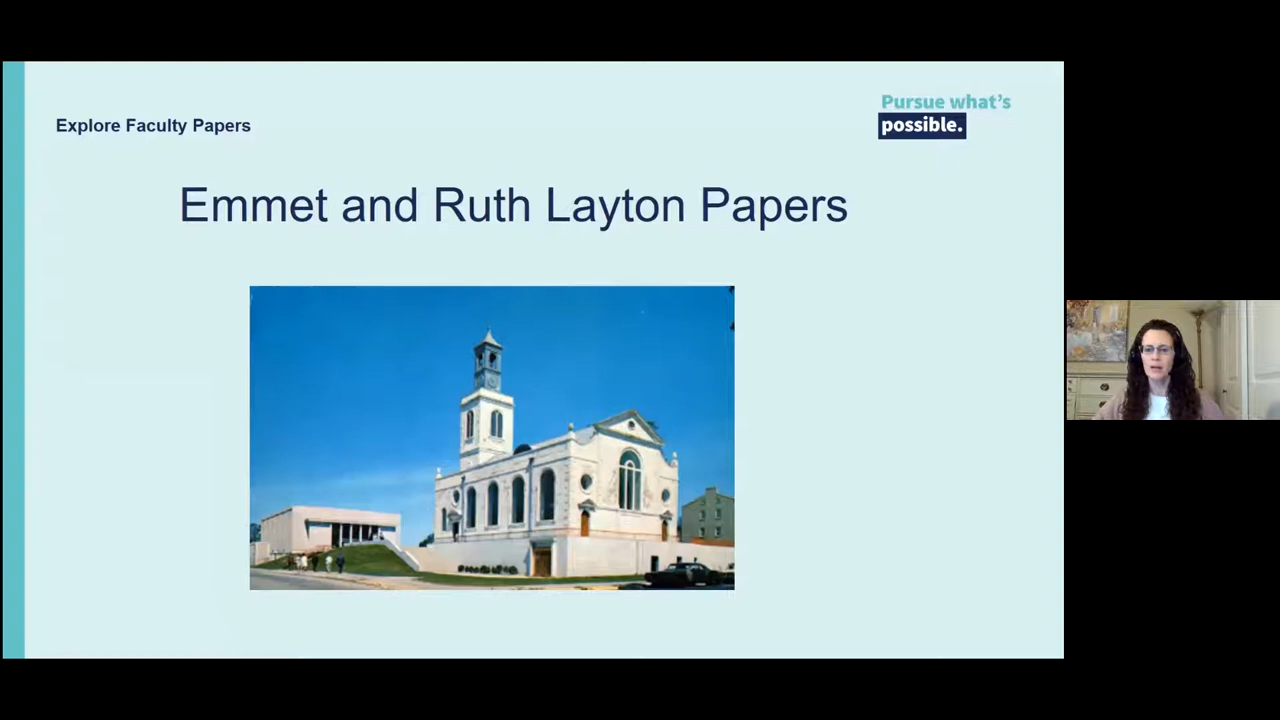 Explore Faculty Papers
Pursue what's
possible.
Emmet and Ruth Layton Papers